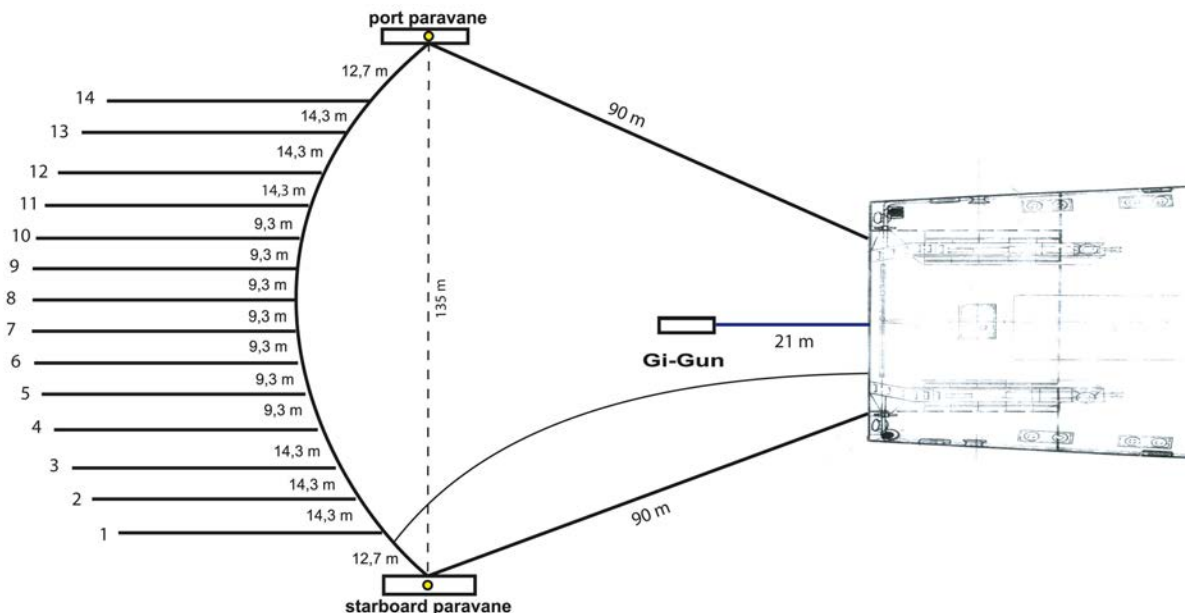 port paravane
12,7 m
14
14,3 m
13
14,3 m
12
14,3 m
11
9,3 m
10
9,3 m
9
9,3 m
8
9,3 m
7
9,3 m
6
9,3 m
5
9,3 m
4
14,3 m
3
14,3 m
2
14,3 m
1
12,7 m
starboard paravane
135 m
90 m
Gi-Gun
21 m
90 m